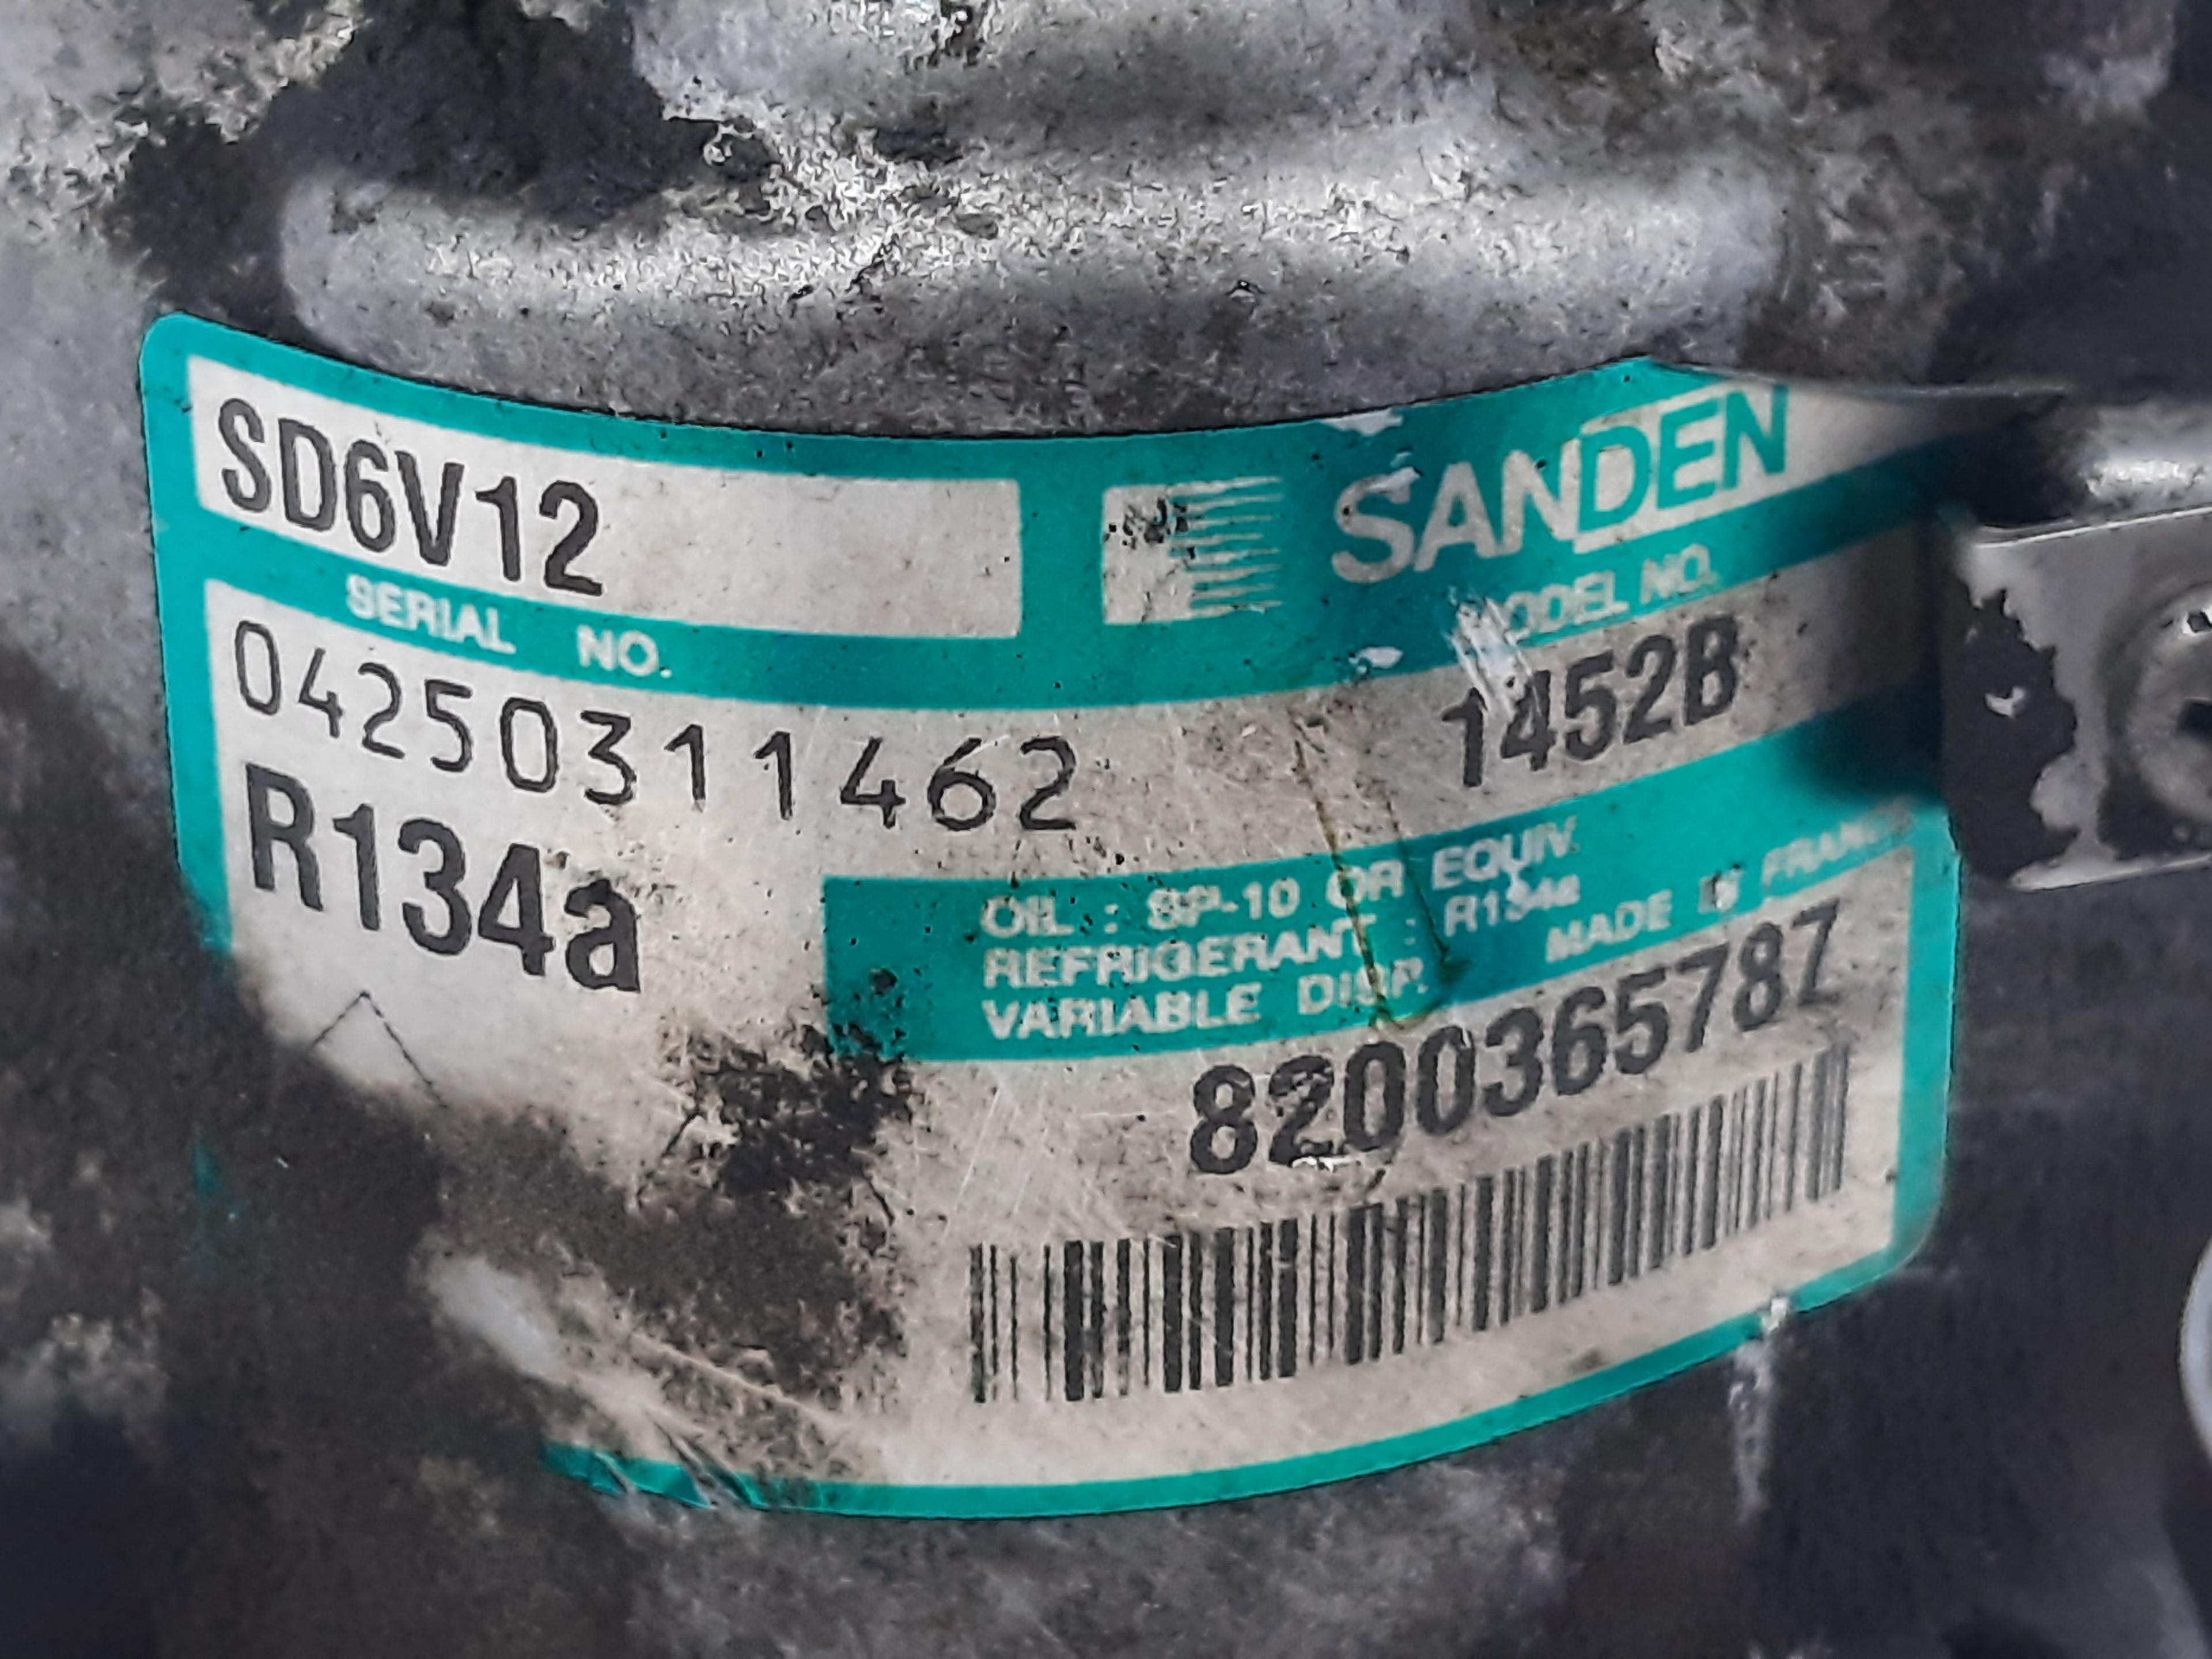 SD6V12
SANDEN
SERIAL NO.
MODEL NO.
04250311462
1452B
R134a
OIL : SP-10 OR EQUIV.
REFRIGERANT : R134a
VARIABLE DISP. MADE IN FRANCE
8200365787